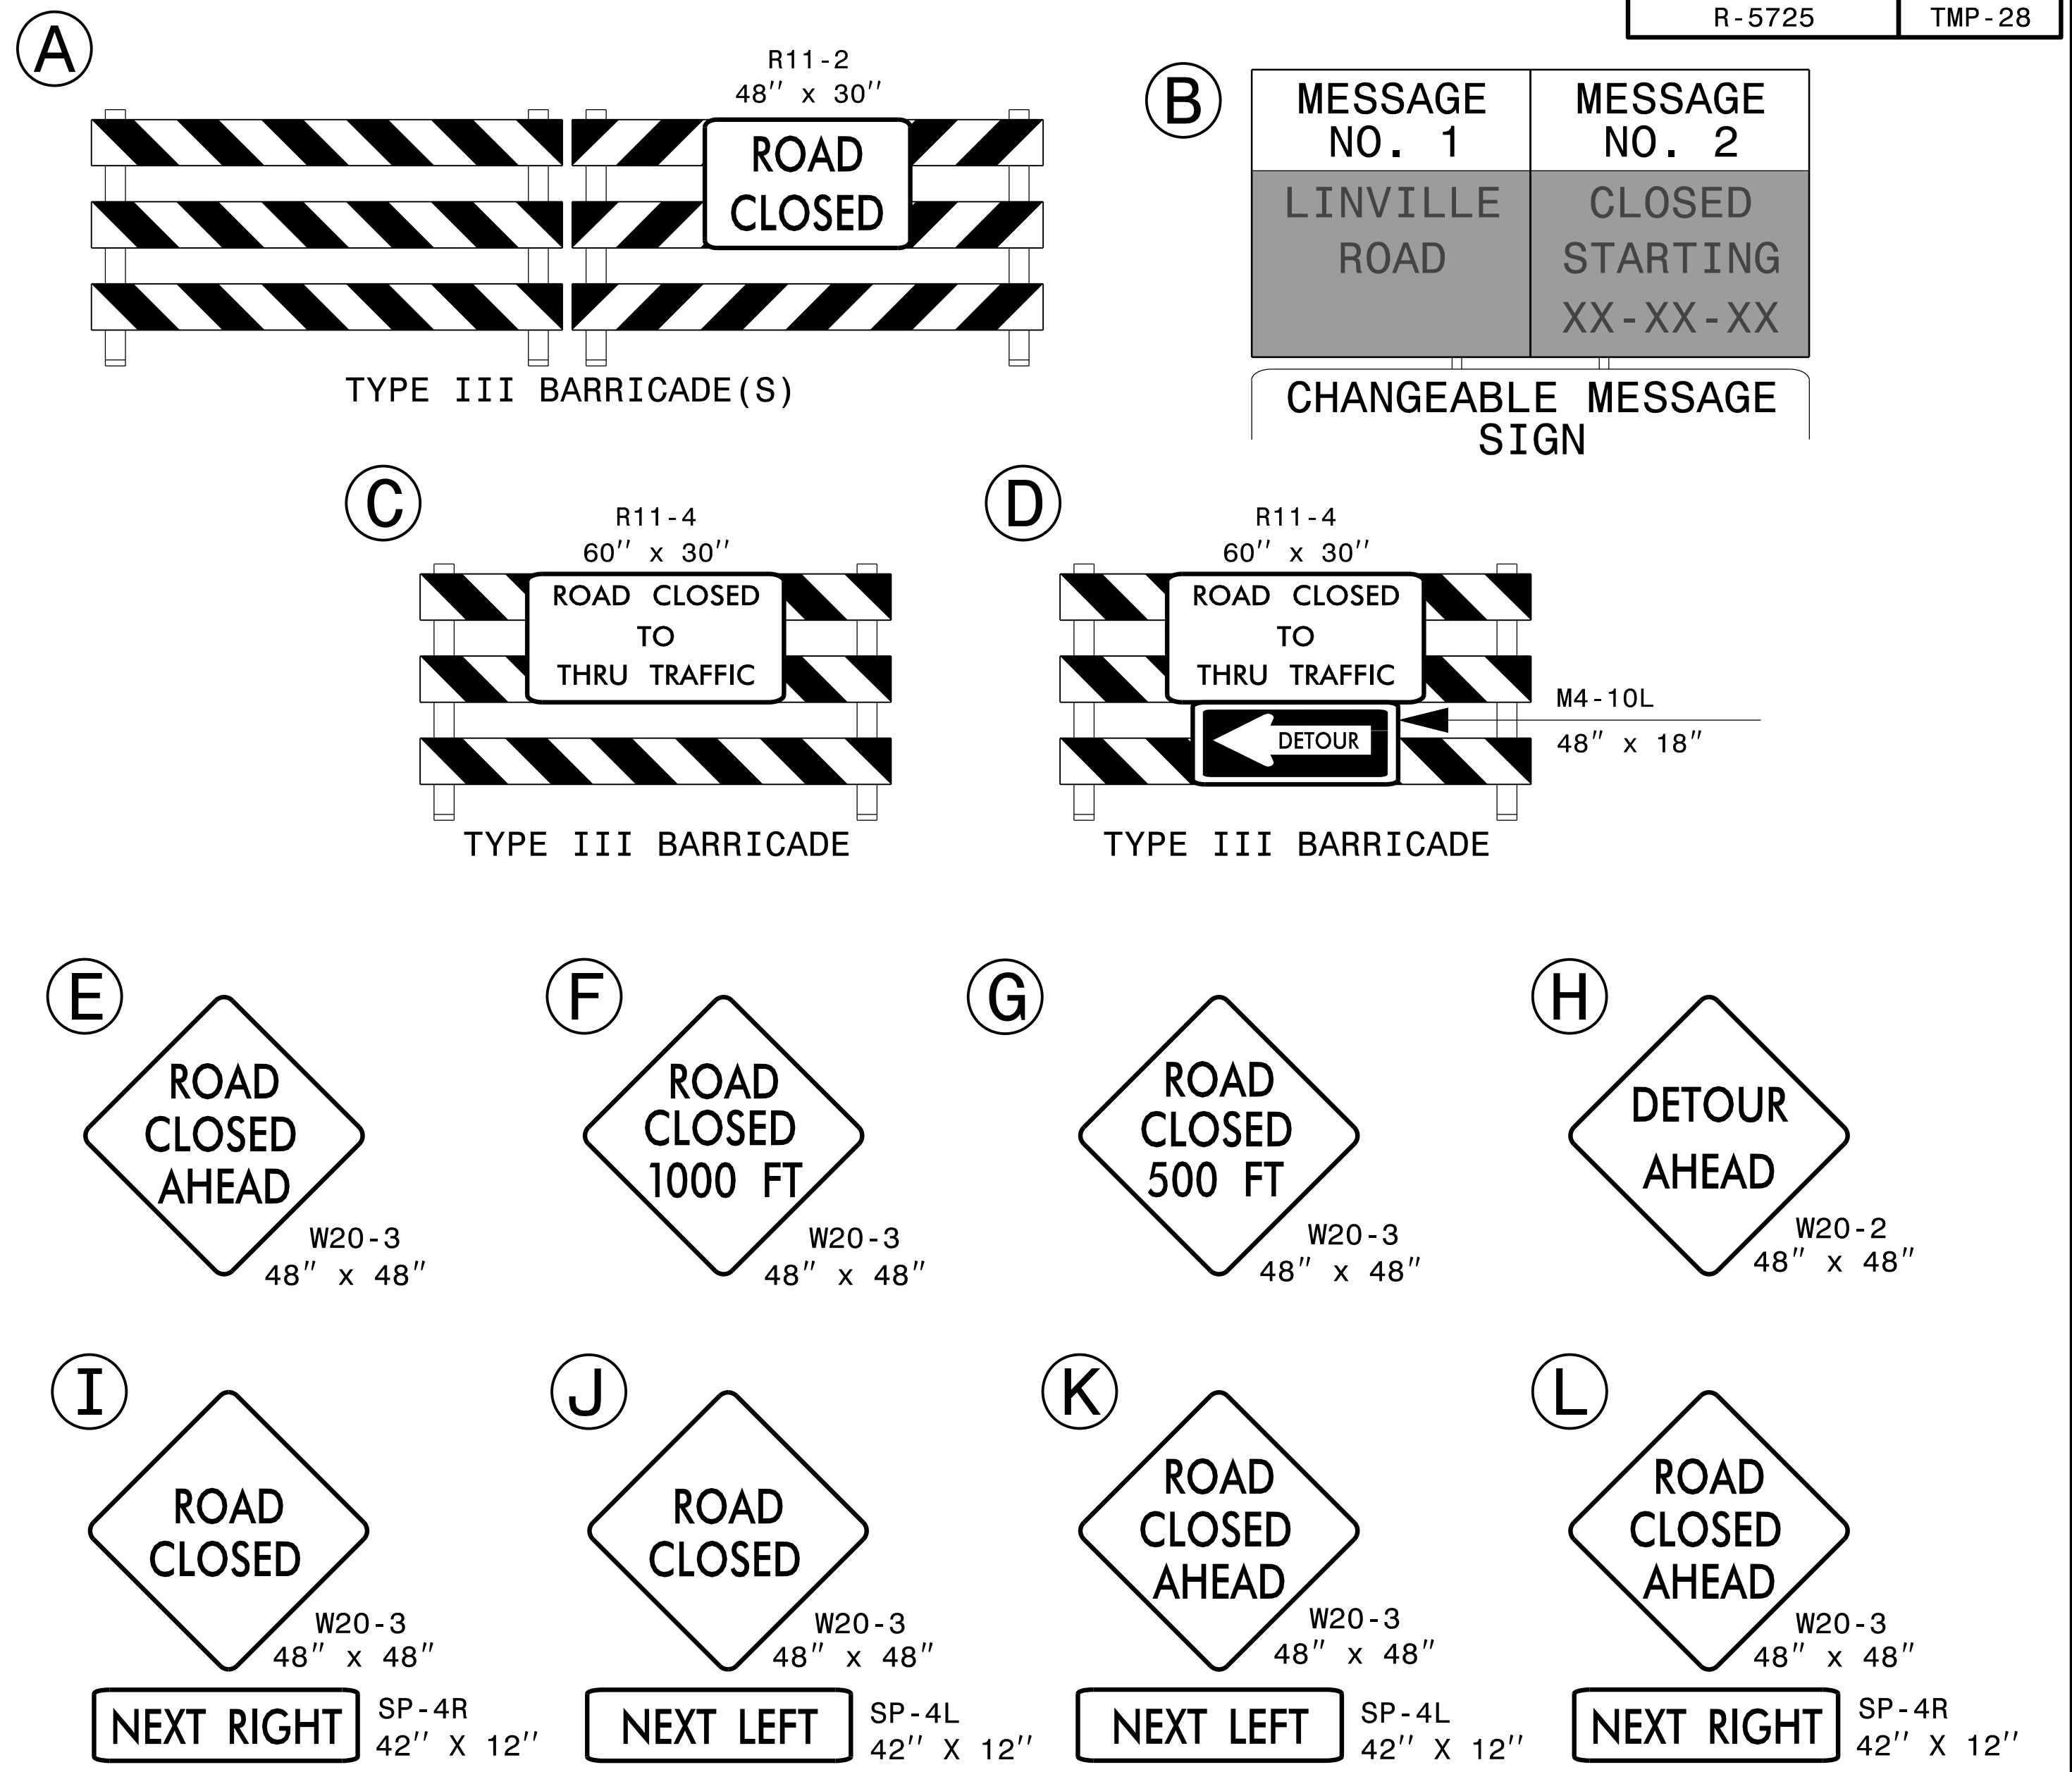 R-5725 TMP-28
A
R11-2
48" x 30"
ROAD
CLOSED
TYPE III BARRICADE(S)
B
MESSAGE
NO. 1
MESSAGE
NO. 2
LINVILLE
ROAD
CLOSED
STARTING
XX-XX-XX
CHANGEABLE MESSAGE
SIGN
C
R11-4
60" x 30"
ROAD CLOSED
TO
THRU TRAFFIC
TYPE III BARRICADE
D
R11-4
60" x 30"
ROAD CLOSED
TO
THRU TRAFFIC
DETOUR
M4-10L
48" x 18"
TYPE III BARRICADE
E
ROAD
CLOSED
AHEAD
W20-3
48" x 48"
F
ROAD
CLOSED
1000 FT
W20-3
48" x 48"
G
ROAD
CLOSED
500 FT
W20-3
48" x 48"
H
DETOUR
AHEAD
W20-2
48" x 48"
I
ROAD
CLOSED
W20-3
48" x 48"
NEXT RIGHT
SP-4R
42" X 12"
J
ROAD
CLOSED
W20-3
48" x 48"
NEXT LEFT
SP-4L
42" X 12"
K
ROAD
CLOSED
AHEAD
W20-3
48" x 48"
NEXT LEFT
SP-4L
42" X 12"
L
ROAD
CLOSED
AHEAD
W20-3
48" x 48"
NEXT RIGHT
SP-4R
42" X 12"